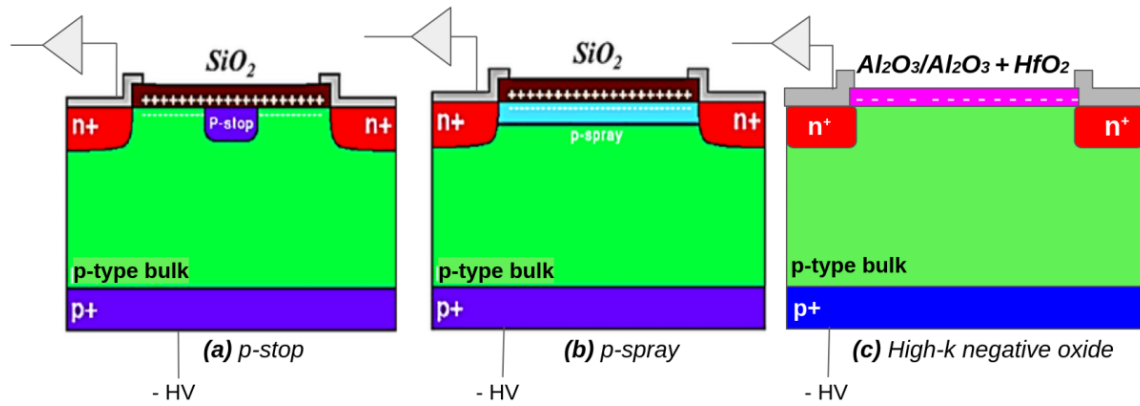 SiO₂
+++++++++++++
n+
P-stop
n+
p-type bulk
p+
(a) p-stop
- HV
SiO₂
+++++++++++++
n+
n+
p-spray
p-type bulk
p+
(b) p-spray
- HV
Al₂O₃/Al₂O₃ + HfO₂
n⁺
n⁺
p-type bulk
p+
(c) High-k negative oxide
- HV